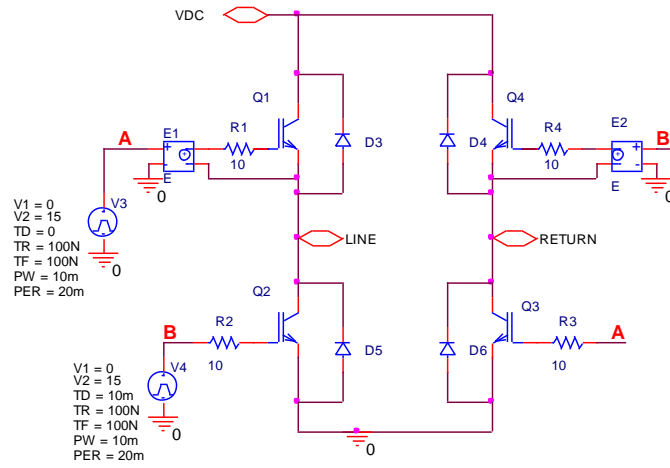 VDC
Q1
Q4
A
E1
R1
D3
D4
R4
E2
B
10
10
E
E
0
0
V3
V1 = 0
V2 = 15
TD = 0
TR = 100N
TF = 100N
PW = 10m
PER = 20m
0
LINE
RETURN
Q2
Q3
B
R2
D5
D6
R3
A
10
10
V4
V1 = 0
V2 = 15
TD = 10m
TR = 100N
TF = 100N
PW = 10m
PER = 20m
0
0